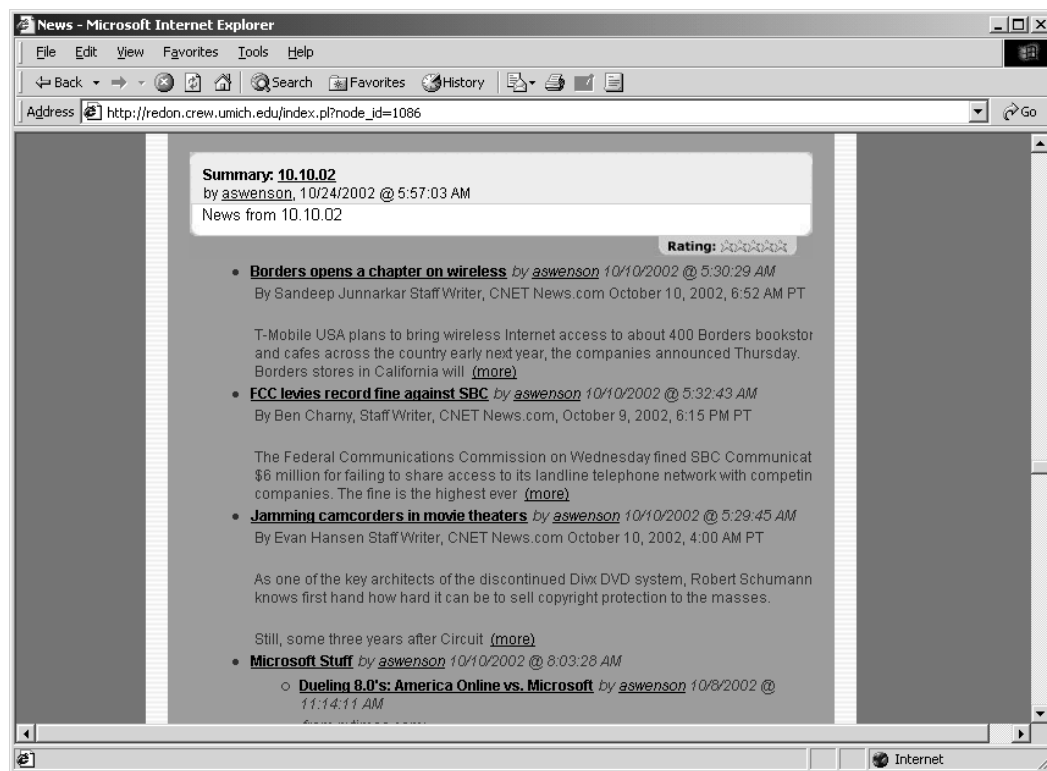 News - Microsoft Internet Explorer
File Edit View Favorites Tools Help
Back Search Favorites History
Address http://redon.crew.umich.edu/index.pl?node_id=1086 Go
Summary: 10.10.02
by aswenson, 10/24/2002 @ 5:57:03 AM
News from 10.10.02
Rating:
Borders opens a chapter on wireless by aswenson 10/10/2002 @ 5:30:29 AM
By Sandeep Junnarkar Staff Writer, CNET News.com October 10, 2002, 6:52 AM PT
T-Mobile USA plans to bring wireless Internet access to about 400 Borders bookstor
and cafes across the country early next year, the companies announced Thursday.
Borders stores in California will (more)
FCC levies record fine against SBC by aswenson 10/10/2002 @ 5:32:43 AM
By Ben Charny, Staff Writer, CNET News.com, October 9, 2002, 6:15 PM PT
The Federal Communications Commission on Wednesday fined SBC Communicat
$6 million for failing to share access to its landline telephone network with competin
companies. The fine is the highest ever (more)
Jamming camcorders in movie theaters by aswenson 10/10/2002 @ 5:29:45 AM
By Evan Hansen Staff Writer, CNET News.com October 10, 2002, 4:00 AM PT
As one of the key architects of the discontinued Divx DVD system, Robert Schumann
knows first hand how hard it can be to sell copyright protection to the masses.
Still, some three years after Circuit (more)
Microsoft Stuff by aswenson 10/10/2002 @ 8:03:28 AM
Dueling 8.0's: America Online vs. Microsoft by aswenson 10/8/2002 @
11:14:11 AM
Internet